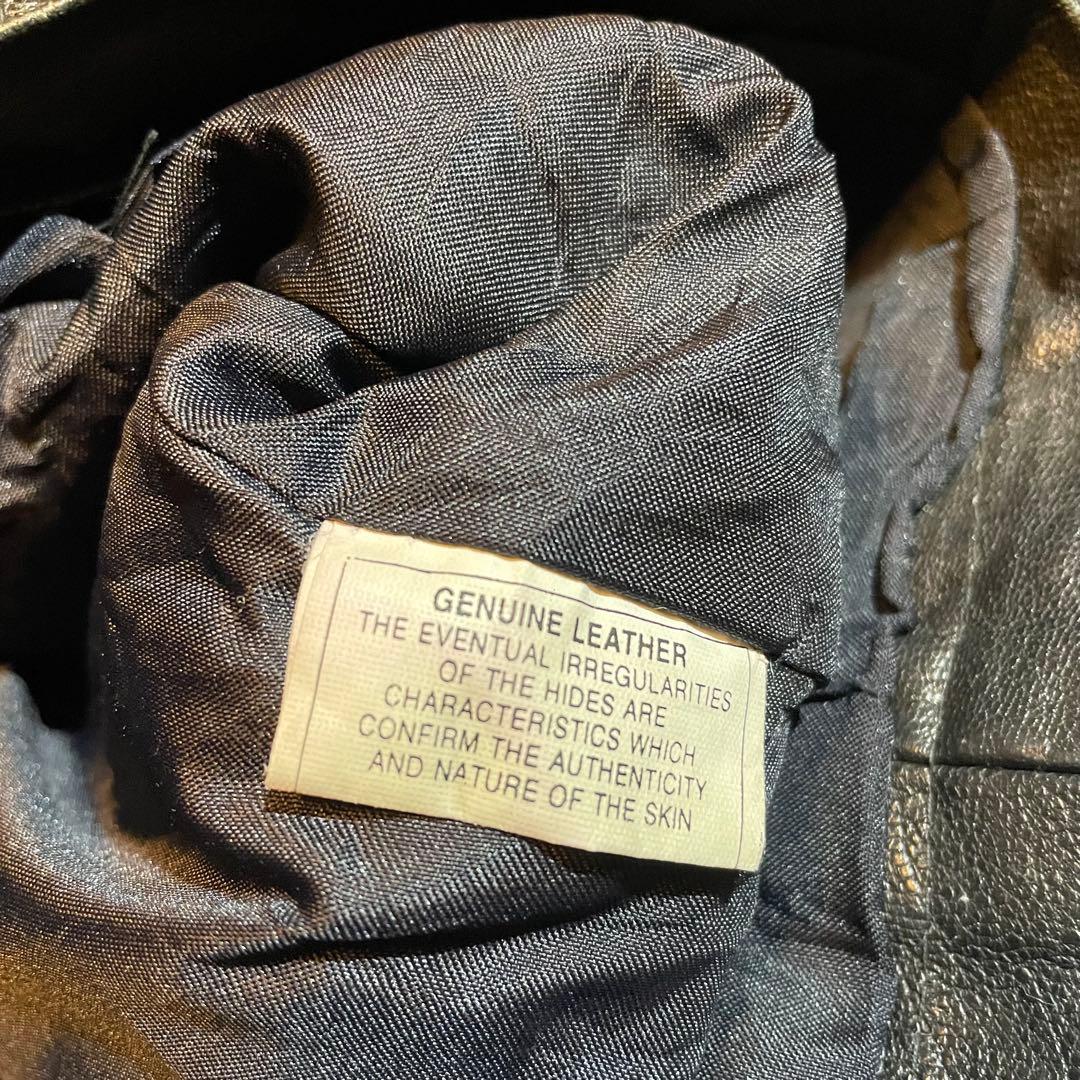 GENUINE LEATHER
THE EVENTUAL IRREGULARITIES
OF THE HIDES ARE
CHARACTERISTICS WHICH
CONFIRM THE AUTHENTICITY
AND NATURE OF THE SKIN